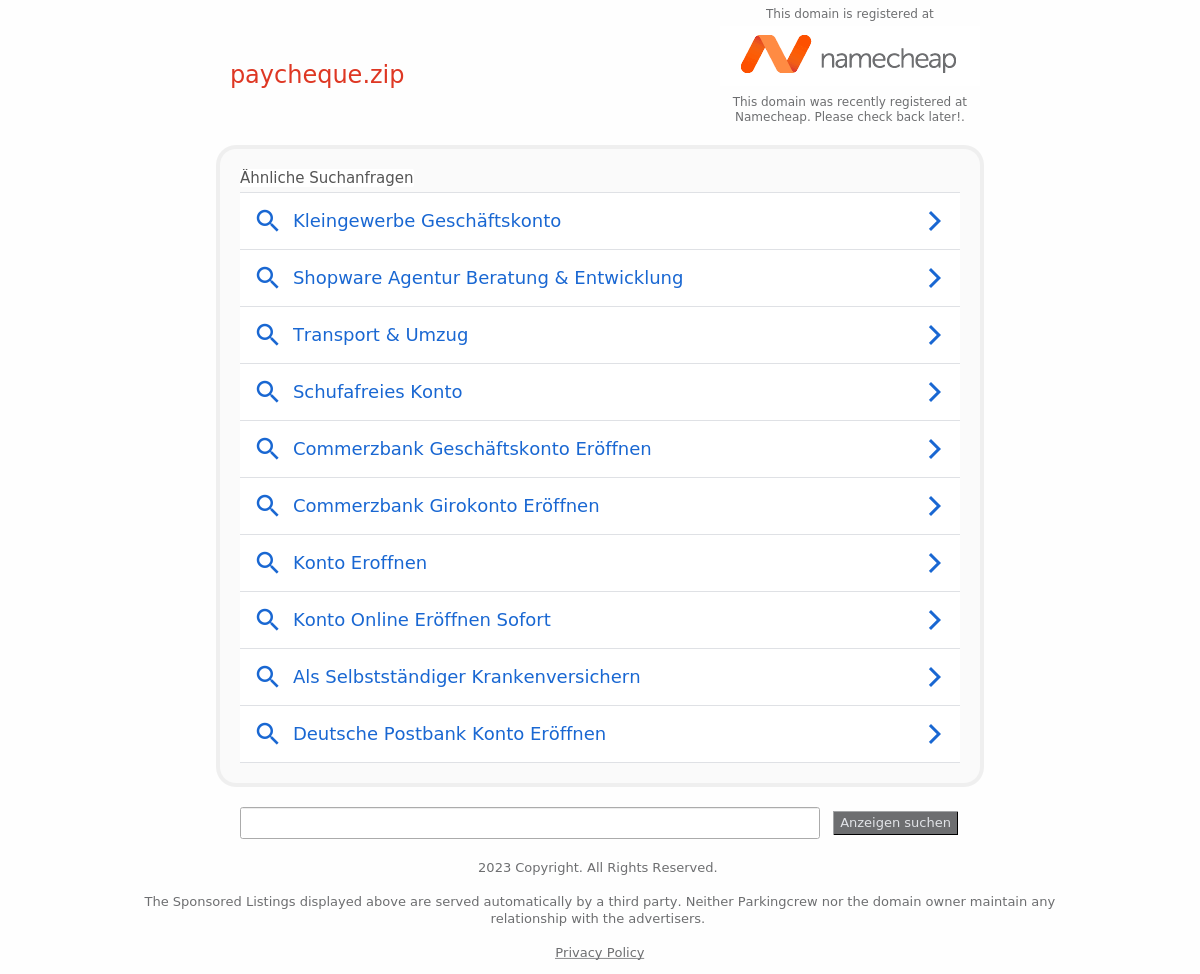 This domain is registered at
namecheap
paycheque.zip
This domain was recently registered at
Namecheap. Please check back later!.
Ähnliche Suchanfragen
Kleingewerbe Geschäftskonto
Shopware Agentur Beratung & Entwicklung
Transport & Umzug
Schufafreies Konto
Commerzbank Geschäftskonto Eröffnen
Commerzbank Girokonto Eröffnen
Konto Eroffnen
Konto Online Eröffnen Sofort
Als Selbstständiger Krankenversichern
Deutsche Postbank Konto Eröffnen
Anzeigen suchen
2023 Copyright. All Rights Reserved.
The Sponsored Listings displayed above are served automatically by a third party. Neither Parkingcrew nor the domain owner maintain any
relationship with the advertisers.
Privacy Policy